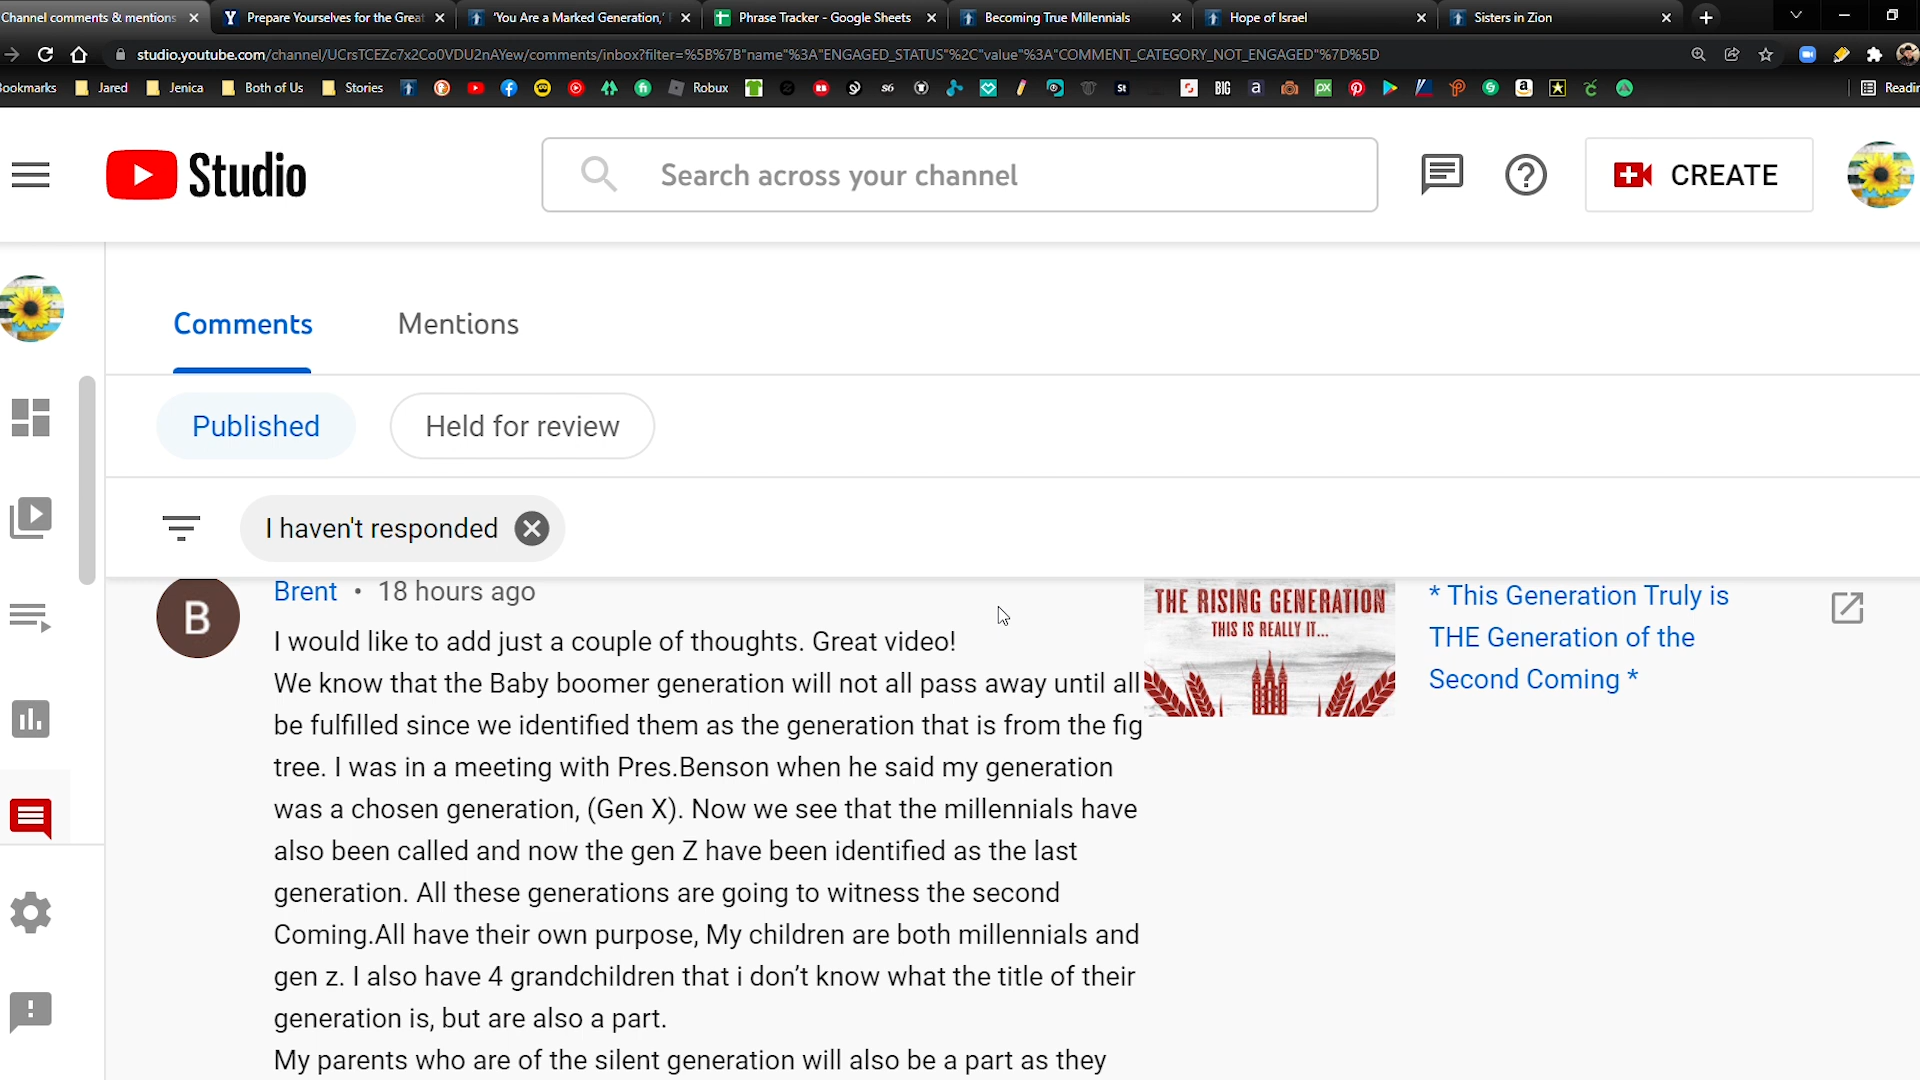 Channel comments & mentions
Prepare Yourselves for the Great
'You Are a Marked Generation,'
Phrase Tracker - Google Sheets
Becoming True Millennials
Hope of Israel
Sisters in Zion
studio.youtube.com/channel/UCrsTCEZc7x2Co0VDU2nAYew/comments/inbox?filter=%5B%7B"name"%3A"ENGAGED_STATUS"%2C"value"%3A"COMMENT_CATEGORY_NOT_ENGAGED"%7D%5D
ookmarks Jared Jenica Both of Us Stories Robux BIG Readin
Studio
Search across your channel
CREATE
Comments Mentions
Published Held for review
I haven't responded
B
Brent • 18 hours ago
I would like to add just a couple of thoughts. Great video!
We know that the Baby boomer generation will not all pass away until all
be fulfilled since we identified them as the generation that is from the fig
tree. I was in a meeting with Pres.Benson when he said my generation
was a chosen generation, (Gen X). Now we see that the millennials have
also been called and now the gen Z have been identified as the last
generation. All these generations are going to witness the second
Coming.All have their own purpose, My children are both millennials and
gen z. I also have 4 grandchildren that i don't know what the title of their
generation is, but are also a part.
My parents who are of the silent generation will also be a part as they
THE RISING GENERATION
THIS IS REALLY IT...
* This Generation Truly is
THE Generation of the
Second Coming *